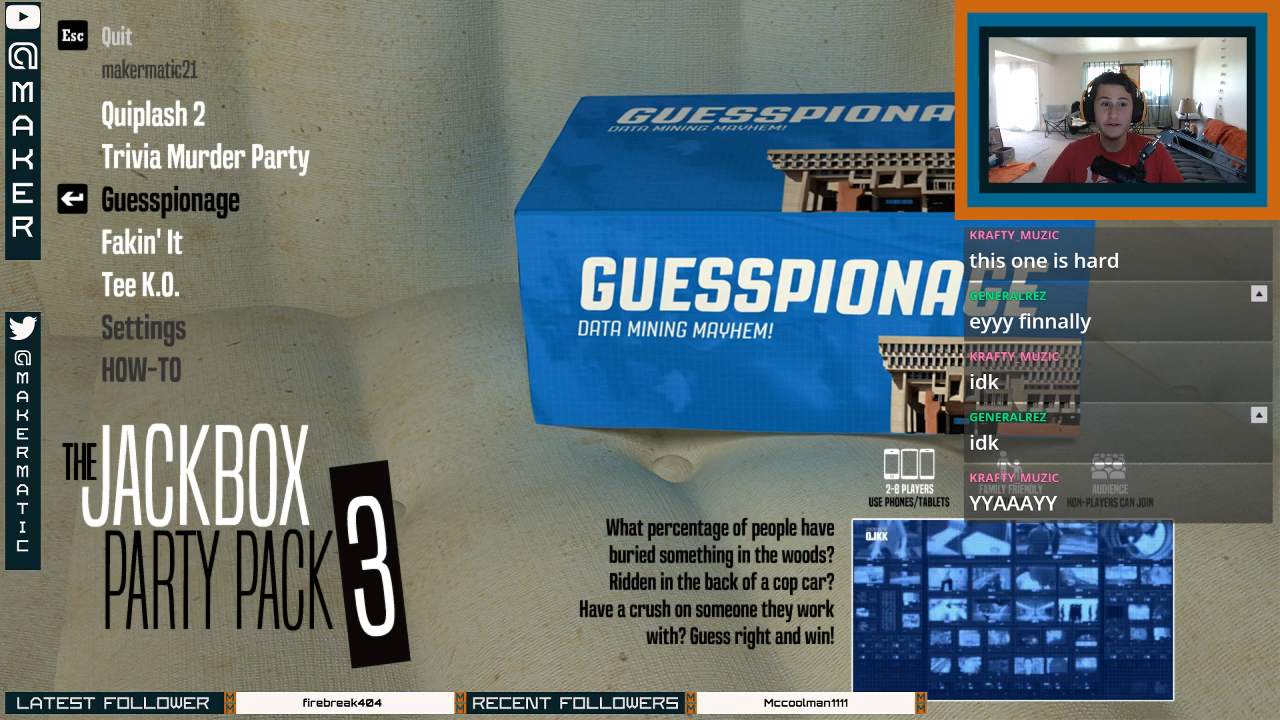 Esc Quit
makermatic21
Quiplash 2
Trivia Murder Party
Guesspionage
Fakin' It
Tee K.O.
Settings
HOW-TO
THE JACKBOX
PARTY PACK 3
GUESSPIONA
DATA MINING MAYHEM!
GUESSPIONAGE
DATA MINING MAYHEM!
2-8 PLAYERS
USE PHONES/TABLETS
FAMILY FRIENDLY
AUDIENCE
NON-PLAYERS CAN JOIN
What percentage of people have
buried something in the woods?
Ridden in the back of a cop car?
Have a crush on someone they work
with? Guess right and win!
OJKK
KRAFTY_MUZIC
this one is hard
GENERALREZ
eyyy finnally
KRAFTY_MUZIC
idk
GENERALREZ
idk
KRAFTY_MUZIC
YYAAAYY
@MAKER
@MAKERMATIC
LATEST FOLLOWER
firebreak404
RECENT FOLLOWERS
Mccoolman1111